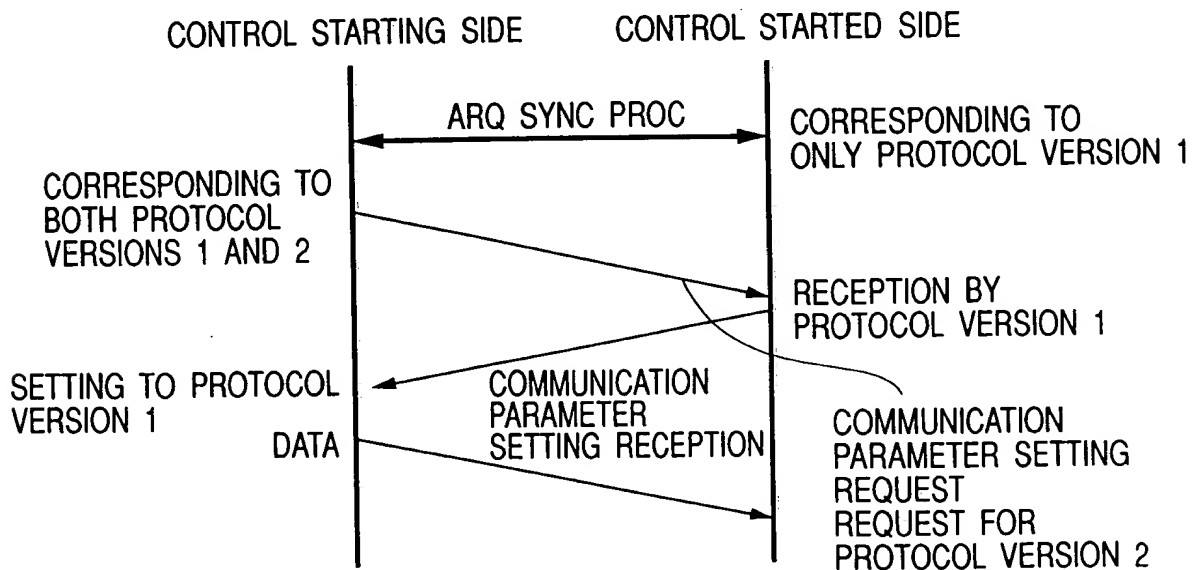 CONTROL STARTING SIDE
CONTROL STARTED SIDE
ARQ SYNC PROC
CORRESPONDING TO
ONLY PROTOCOL VERSION 1
CORRESPONDING TO
BOTH PROTOCOL
VERSIONS 1 AND 2
RECEPTION BY
PROTOCOL VERSION 1
SETTING TO PROTOCOL
VERSION 1
COMMUNICATION
PARAMETER
SETTING RECEPTION
DATA
COMMUNICATION
PARAMETER SETTING
REQUEST
REQUEST FOR
PROTOCOL VERSION 2